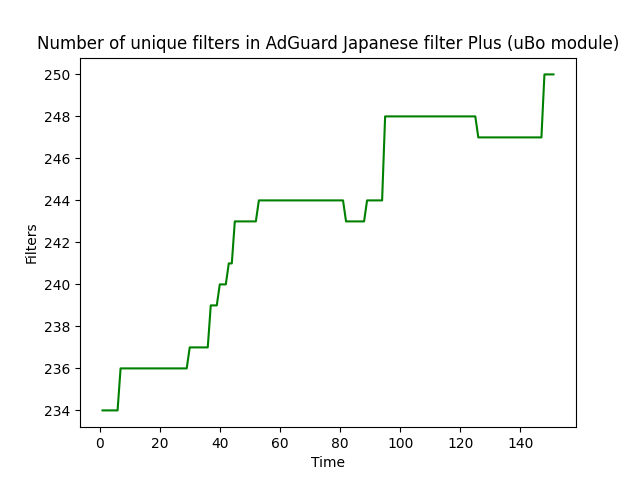 Number of unique filters in AdGuard Japanese filter Plus (uBo module)
250
248
246
244
242
240
238
236
234
Filters
0 20 40 60 80 100 120 140
Time